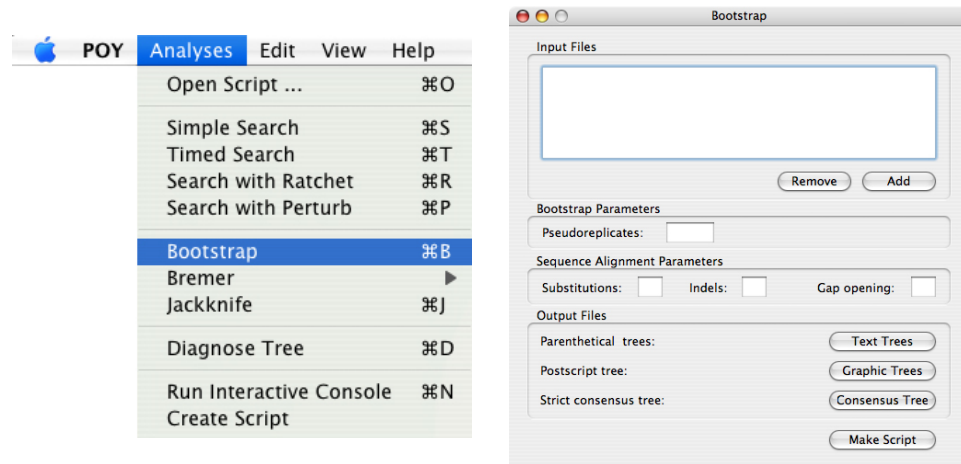 POY Analyses Edit View Help
Open Script ... ⌘O
Simple Search ⌘S
Timed Search ⌘T
Search with Ratchet ⌘R
Search with Perturb ⌘P
Bootstrap ⌘B
Bremer
Jackknife ⌘J
Diagnose Tree ⌘D
Run Interactive Console ⌘N
Create Script
Bootstrap
Input Files
Remove Add
Bootstrap Parameters
Pseudoreplicates:
Sequence Alignment Parameters
Substitutions: Indels: Gap opening:
Output Files
Parenthetical trees: Text Trees
Postscript tree: Graphic Trees
Strict consensus tree: Consensus Tree
Make Script